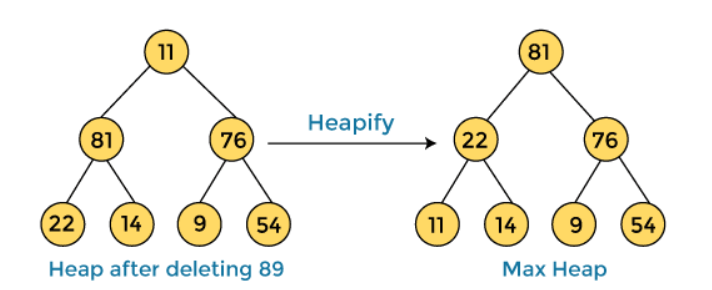 11 81
Heapify
81 76 22 76
22 14 9 54 11 14 9 54
Heap after deleting 89 Max Heap